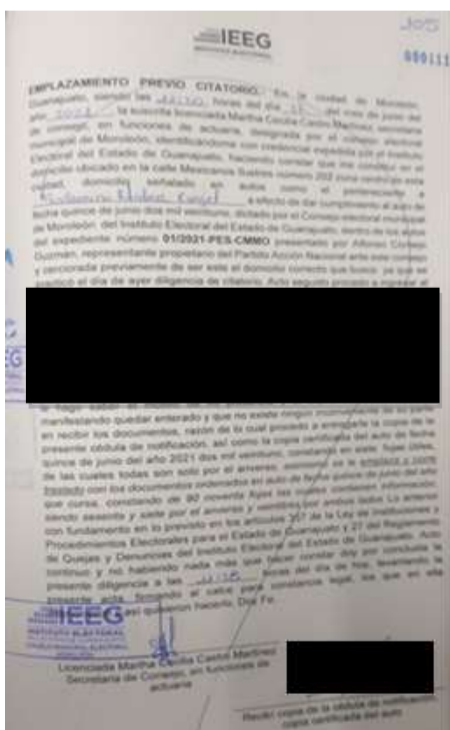 IEEG
INSTITUTO ELECTORAL
000111
EMPLAZAMIENTO PREVIO CITATORIO. En la ciudad de Moroleón,
Guanajuato, siendo las horas del día del mes de junio del
año la suscrita licenciada Martha Cecilia Castro Martínez, secretaria
de consejo, en funciones de actuaria, designada por el consejo electoral
municipal de Moroleón, identificándome con credencial expedida por el Instituto
Electoral del Estado de Guanajuato, haciendo constar que me constituí en el
domicilio ubicado en la calle número 202 zona
ciudad, domicilio señalado en autos como el perteneciente a
a efecto de dar cumplimiento al auto de
fecha quince de junio dos mil veintiuno, dictado por el Consejo electoral municipal
de Moroleón del Instituto Electoral del Estado de Guanajuato, dentro de los autos
del expediente número 01/2021-PES-CMMO presentado por Alfonso
Guzmán, representante propietario del Partido Acción Nacional ante este consejo
y cerciorada previamente de ser este el domicilio correcto que busco, ya que se
practicó el día de ayer diligencia de citatorio. Acto seguido procedo a
le hago saber el
manifestando quedar enterado y que no existe ningún inconveniente de su parte
en recibir los documentos, razón de lo cual procedo a entregarle la copia de la
presente cédula de notificación, así como la copia certificada del auto de fecha
quince de junio del año 2021 dos mil veintiuno, constando en este, fojas útiles,
de las cuales todas son solo por el anverso, asimismo se le emplaza y corre
traslado con los documentos ordenados en auto de fecha quince de junio del año
que cursa, constando de 90 noventa fojas las cuales contienen información
siendo sesenta y siete por el anverso y veintitrés por ambos lados. Lo anterior
con fundamento en lo previsto en los artículos 357 de la Ley de Instituciones y
Procedimientos Electorales para el Estado de Guanajuato y 27 del Reglamento
de Quejas y Denuncias del Instituto Electoral del Estado de Guanajuato. Acto
continuo y no habiendo nada más que hacer constar doy por concluida la
presente diligencia a las horas del día de hoy, levantando la
presente acta, firmando al calce para constancia legal, los que en ella
así quisieron hacerlo. Doy Fe.
IEEG
INSTITUTO ELECTORAL
Licenciada Martha Cecilia Castro Martínez
Secretaria de Consejo, en funciones de
actuaria
Recibí copia de la cédula de notificación,
copia certificada del auto